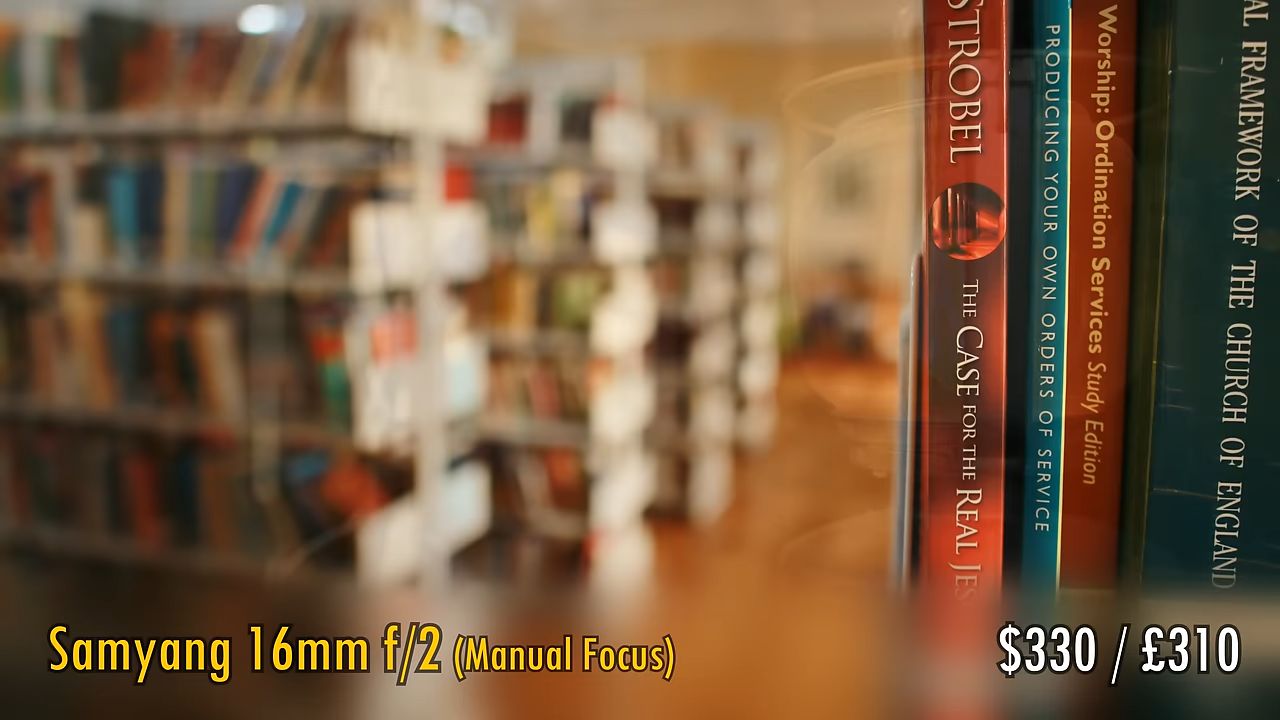 STROBEL
THE CASE FOR THE REAL JES
PRODUCING YOUR OWN ORDERS OF SERVICE
Worship: Ordination Services Study Edition
AL FRAMEWORK OF THE CHURCH OF ENGLAND
Samyang 16mm f/2 (Manual Focus)
$330 / £310